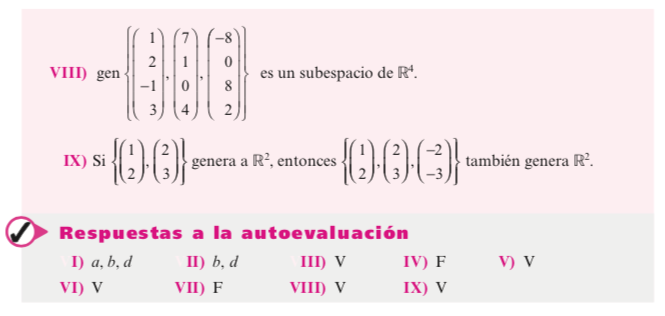 VIII) gen {(1 2 −1 3), (7 1 0 4), (−8 0 8 2)} es un subespacio de ℝ⁴.
IX) Si {(1 2), (2 3)} genera a ℝ², entonces {(1 2), (2 3), (−2 −3)} también genera ℝ².
Respuestas a la autoevaluación
I) a, b, d II) b, d III) V IV) F V) V
VI) V VII) F VIII) V IX) V